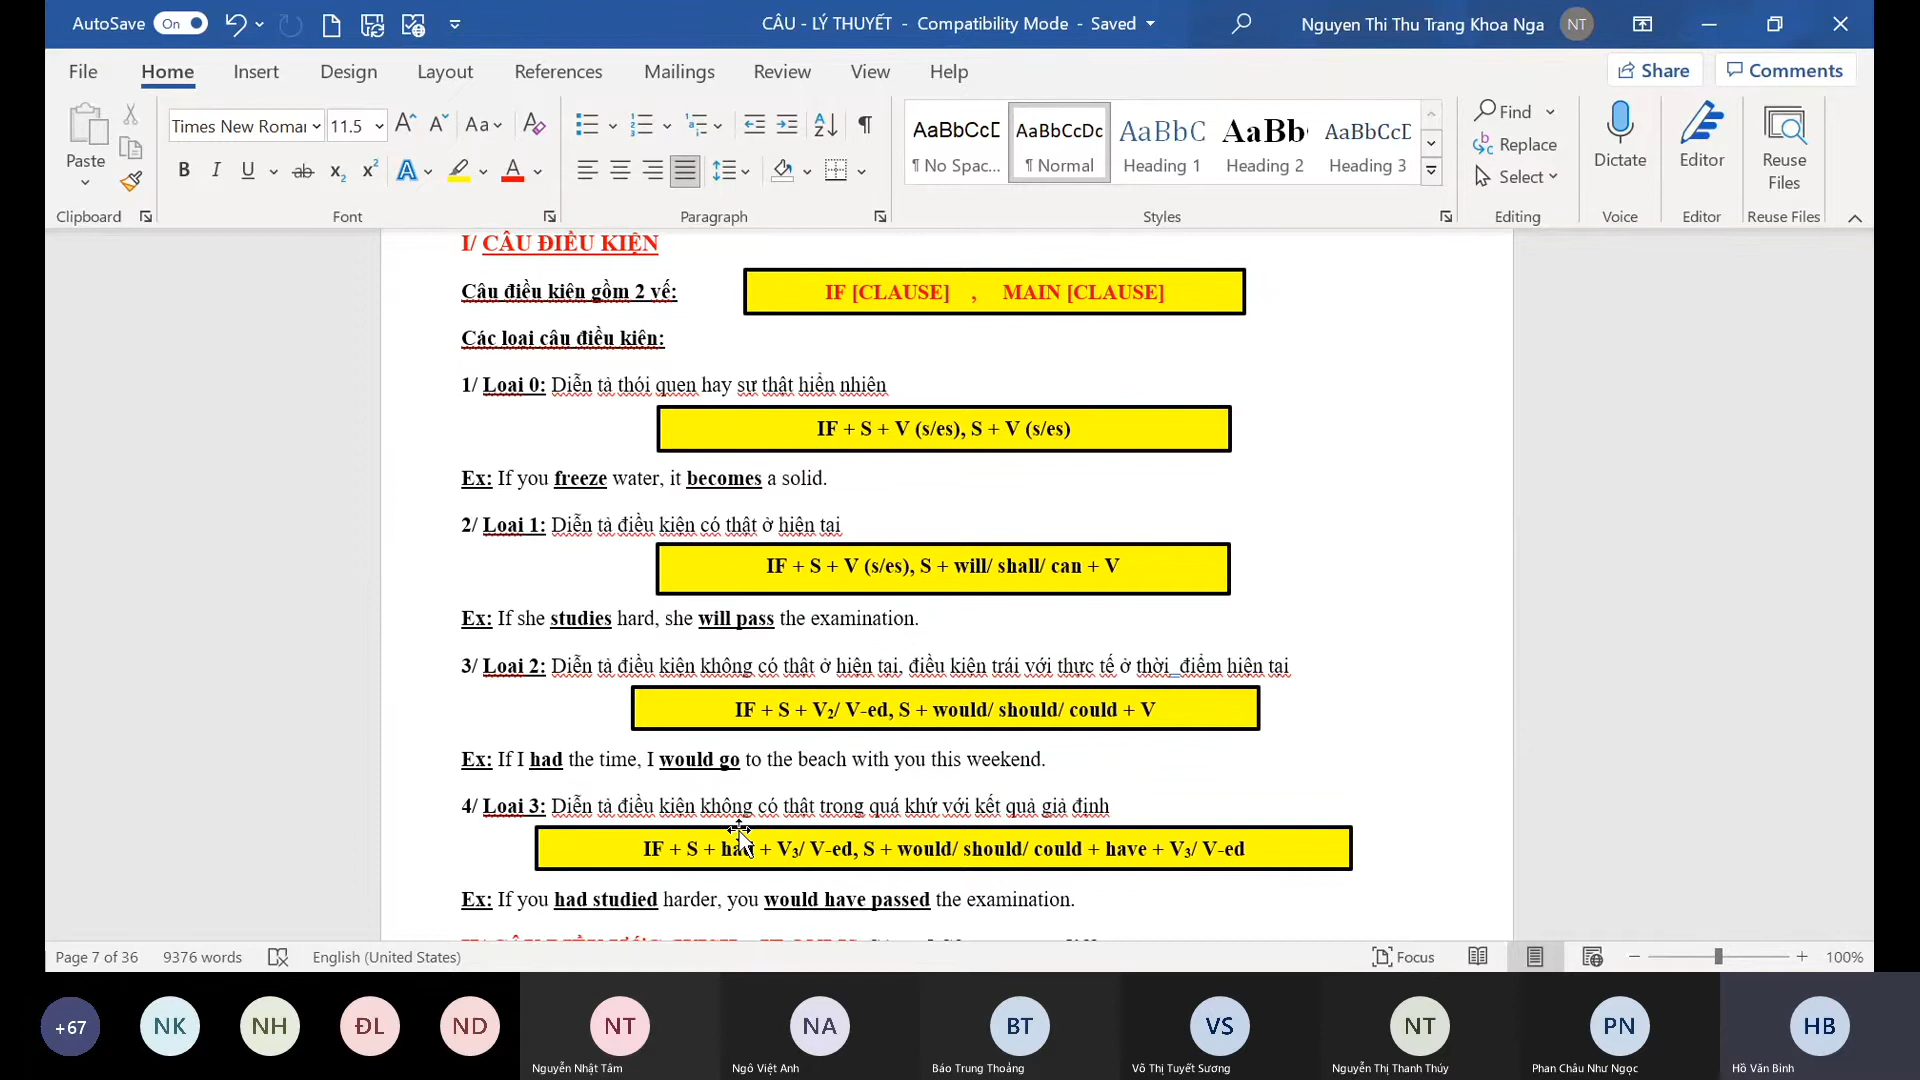 AutoSave On CÂU - LÝ THUYẾT - Compatibility Mode - Saved Nguyen Thi Thu Trang Khoa Nga NT
File Home Insert Design Layout References Mailings Review View Help Share Comments
Paste
Times New Romar 11.5
AaBbCcDc AaBbCcDc AaBbC AaBb AaBbCcD
¶ No Spac... ¶ Normal Heading 1 Heading 2 Heading 3
Find
Replace
Select
Dictate
Editor
Reuse
Files
Clipboard Font Paragraph Styles Editing Voice Editor Reuse Files
I/ CÂU ĐIỀU KIỆN
Câu điều kiện gồm 2 vế: IF [CLAUSE] , MAIN [CLAUSE]
Các loại câu điều kiện:
1/ Loại 0: Diễn tả thói quen hay sự thật hiển nhiên
IF + S + V (s/es), S + V (s/es)
Ex: If you freeze water, it becomes a solid.
2/ Loại 1: Diễn tả điều kiện có thật ở hiện tại
IF + S + V (s/es), S + will/ shall/ can + V
Ex: If she studies hard, she will pass the examination.
3/ Loại 2: Diễn tả điều kiện không có thật ở hiện tại, điều kiện trái với thực tế ở thời điểm hiện tại
IF + S + V₂/ V-ed, S + would/ should/ could + V
Ex: If I had the time, I would go to the beach with you this weekend.
4/ Loại 3: Diễn tả điều kiện không có thật trong quá khứ với kết quả giả định
IF + S + had + V₃/ V-ed, S + would/ should/ could + have + V₃/ V-ed
Ex: If you had studied harder, you would have passed the examination.
Page 7 of 36 9376 words English (United States) Focus 100%
+67 NK NH ĐL ND NT NA BT VS NT PN HB
Nguyễn Nhật Tâm Ngô Việt Anh Báo Trung Thoảng Võ Thị Tuyết Sương Nguyễn Thị Thanh Thúy Phan Châu Như Ngọc Hồ Văn Bình